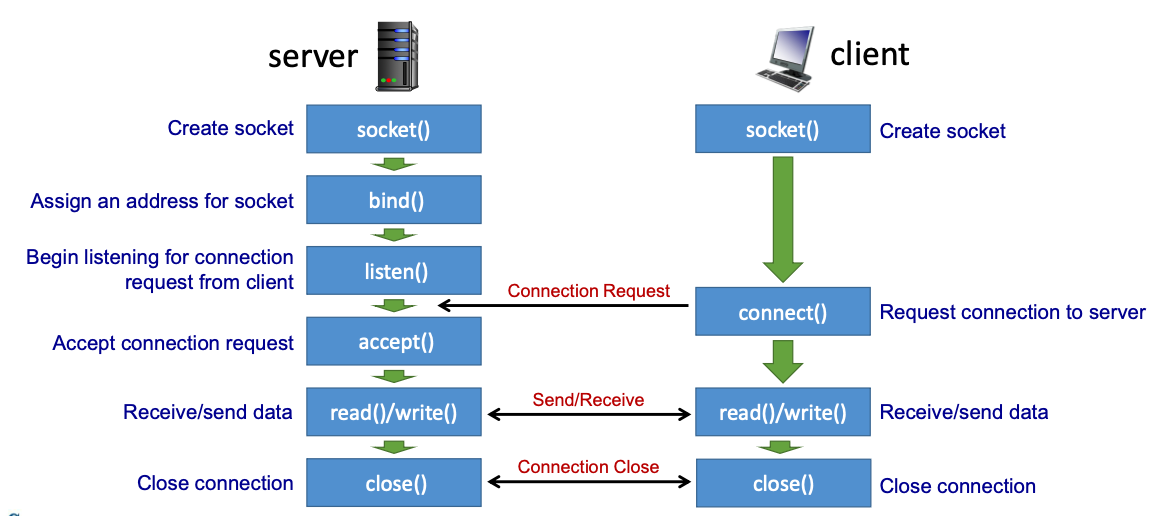 server
client
Create socket
socket()
socket()
Create socket
Assign an address for socket
bind()
Begin listening for connection
request from client
listen()
Connection Request
connect()
Request connection to server
Accept connection request
accept()
Receive/send data
read()/write()
Send/Receive
read()/write()
Receive/send data
Close connection
close()
Connection Close
close()
Close connection